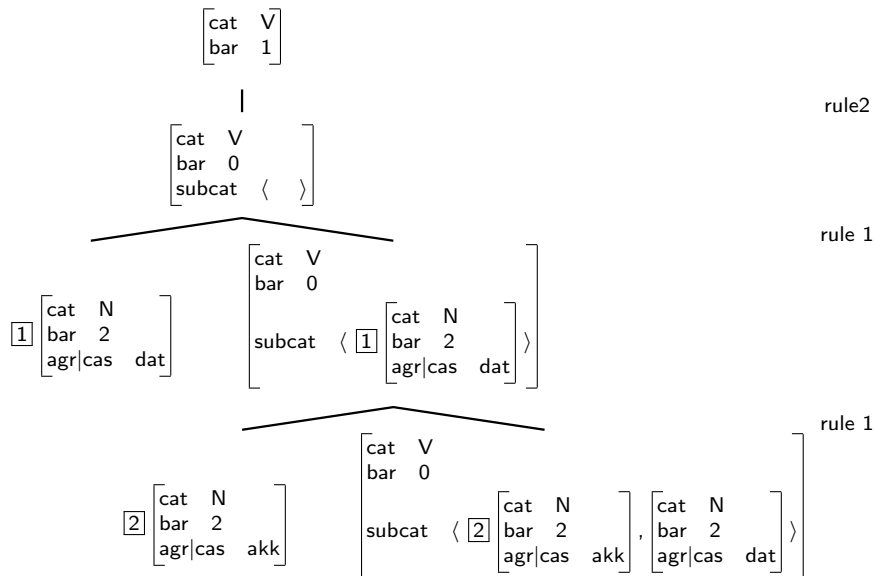 cat V
bar 1
rule2
cat V
bar 0
subcat ⟨ ⟩
rule 1
1 cat N
bar 2
agr|cas dat
cat V
bar 0
subcat ⟨ 1 cat N
bar 2
agr|cas dat ⟩
rule 1
2 cat N
bar 2
agr|cas akk
cat V
bar 0
subcat ⟨ 2 cat N
bar 2
agr|cas akk ,
cat N
bar 2
agr|cas dat ⟩